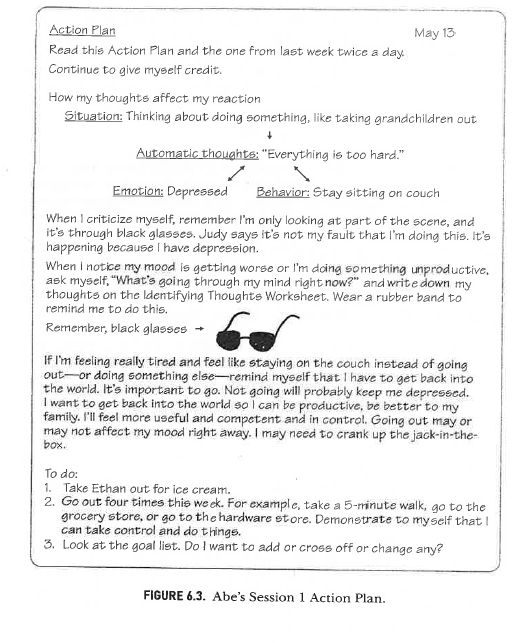 Action Plan May 13
Read this Action Plan and the one from last week twice a day.
Continue to give myself credit.
How my thoughts affect my reaction
Situation: Thinking about doing something, like taking grandchildren out
Automatic thoughts: "Everything is too hard."
Emotion: Depressed Behavior: Stay sitting on couch
When I criticize myself, remember I'm only looking at part of the scene, and
it's through black glasses. Judy says it's not my fault that I'm doing this. It's
happening because I have depression.
When I notice my mood is getting worse or I'm doing something unproductive,
ask myself, "What's going through my mind right now?" and write down my
thoughts on the Identifying Thoughts Worksheet. Wear a rubber band to
remind me to do this.
Remember, black glasses
If I'm feeling really tired and feel like staying on the couch instead of going
out—or doing something else—remind myself that I have to get back into
the world. It's important to go. Not going will probably keep me depressed.
I want to get back into the world so I can be productive, be better to my
family. I'll feel more useful and competent and in control. Going out may or
may not affect my mood right away. I may need to crank up the jack-in-the-
box.
To do:
1. Take Ethan out for ice cream.
2. Go out four times this week. For example, take a 5-minute walk, go to the
grocery store, or go to the hardware store. Demonstrate to myself that I
can take control and do things.
3. Look at the goal list. Do I want to add or cross off or change any?
FIGURE 6.3. Abe's Session 1 Action Plan.